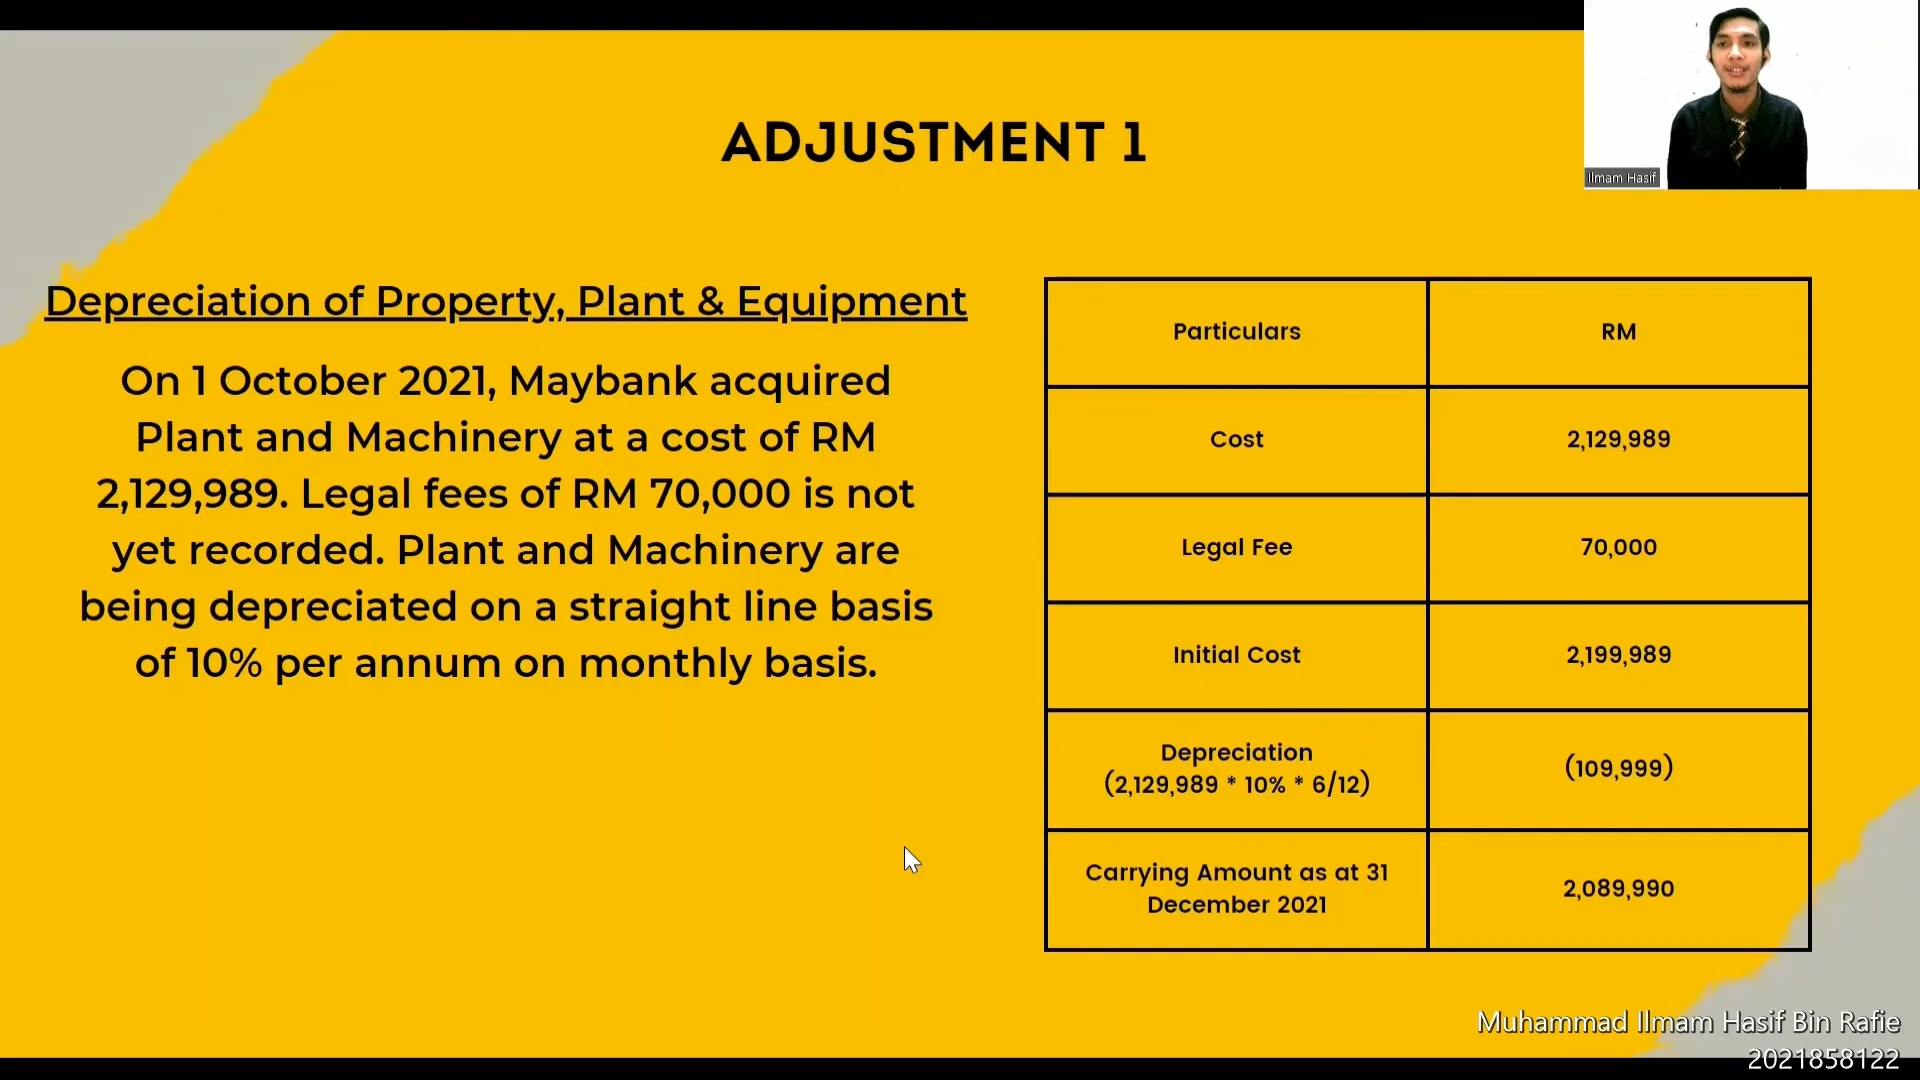 ADJUSTMENT 1
Ilmam Hasif
Depreciation of Property, Plant & Equipment
On 1 October 2021, Maybank acquired
Plant and Machinery at a cost of RM
2,129,989. Legal fees of RM 70,000 is not
yet recorded. Plant and Machinery are
being depreciated on a straight line basis
of 10% per annum on monthly basis.
Particulars RM
Cost 2,129,989
Legal Fee 70,000
Initial Cost 2,199,989
Depreciation
(2,129,989 * 10% * 6/12) (109,999)
Carrying Amount as at 31
December 2021 2,089,990
Muhammad Ilmam Hasif Bin Rafie
2021858122